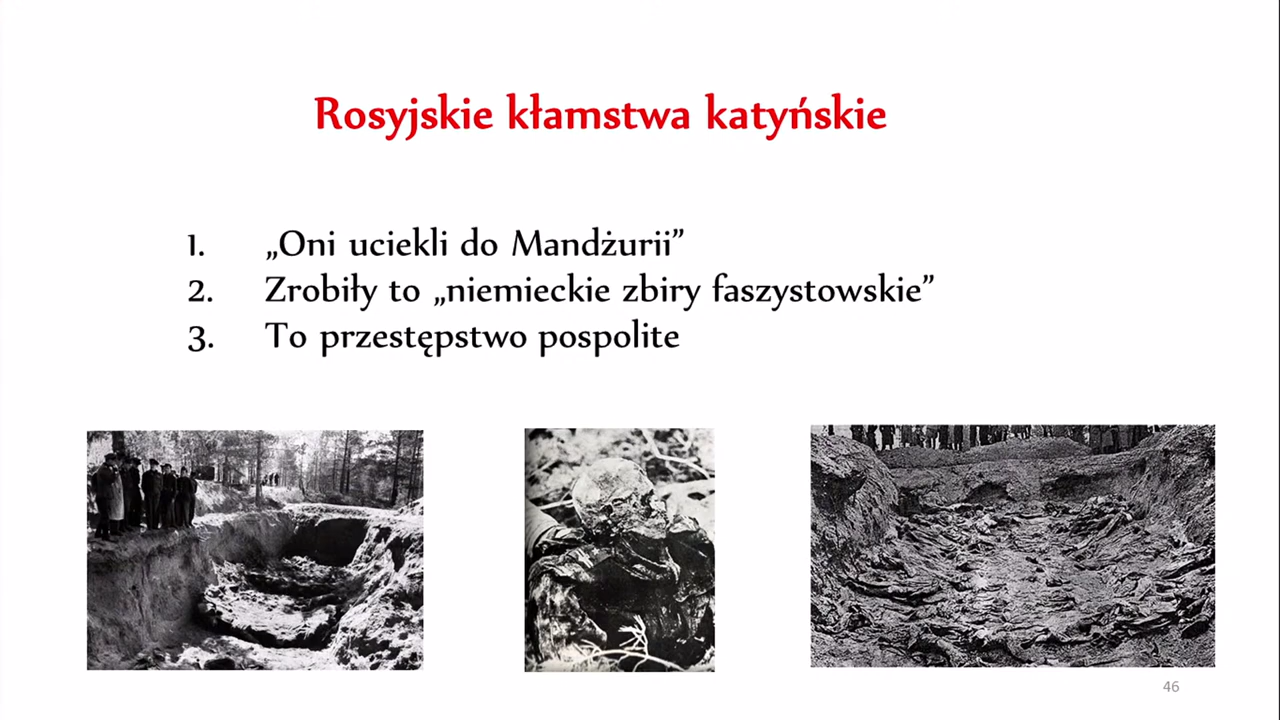 Rosyjskie kłamstwa katyńskie
1. „Oni uciekli do Mandżurii”
2. Zrobiły to „niemieckie zbiry faszystowskie”
3. To przestępstwo pospolite
46